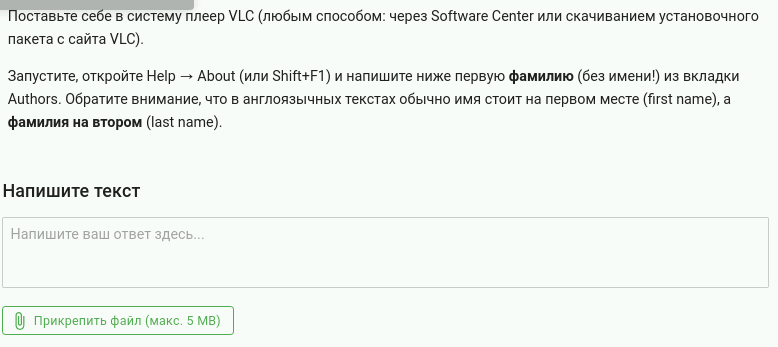 Поставьте себе в систему плеер VLC (любым способом: через Software Center или скачиванием установочного
пакета с сайта VLC).
Запустите, откройте Help → About (или Shift+F1) и напишите ниже первую фамилию (без имени!) из вкладки
Authors. Обратите внимание, что в англоязычных текстах обычно имя стоит на первом месте (first name), а
фамилия на втором (last name).
Напишите текст
Напишите ваш ответ здесь...
Прикрепить файл (макс. 5 MB)